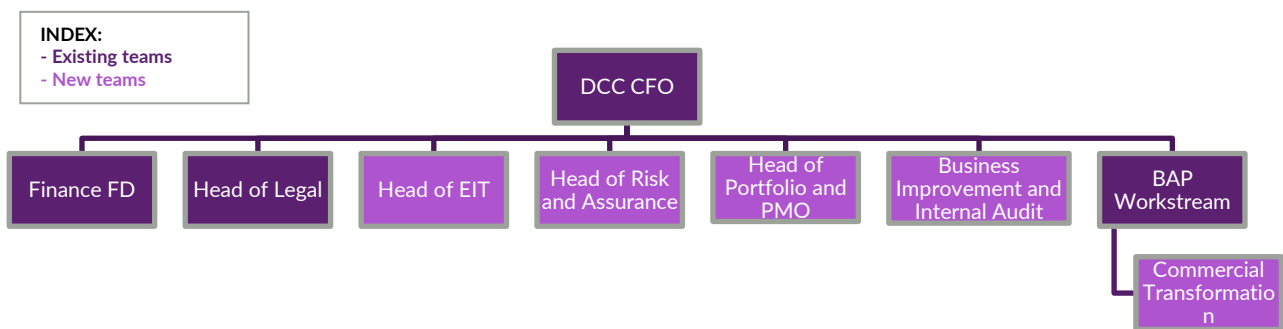 INDEX:
- Existing teams
- New teams
DCC CFO
Finance FD
Head of Legal
Head of EIT
Head of Risk
and Assurance
Head of
Portfolio and
PMO
Business
Improvement and
Internal Audit
BAP
Workstream
Commercial
Transformatio
n